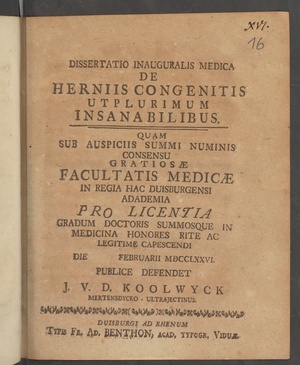 XVI.
16
DISSERTATIO INAUGURALIS MEDICA
DE
HERNIIS CONGENITIS
UTPLURIMUM
INSANABILIBUS.
QUAM
SUB AUSPICIIS SUMMI NUMINIS
CONSENSU
GRATIOSÆ
FACULTATIS MEDICÆ
IN REGIA HAC DUISBURGENSI
ADADEMIA
PRO LICENTIA
GRADUM DOCTORIS SUMMOSQUE IN
MEDICINA HONORES RITE AC
LEGITIME CAPESCENDI
DIE FEBRUARII MDCCLXXVI.
PUBLICE DEFENDET
J. V. D. KOOLWYCK
MERTENSDYCKO-ULTRAJECTINUS.
DUISBURGI AD RHENUM
TYPIS FR. AD. BENTHON, ACAD, TYPOGR, VIDUÆ.